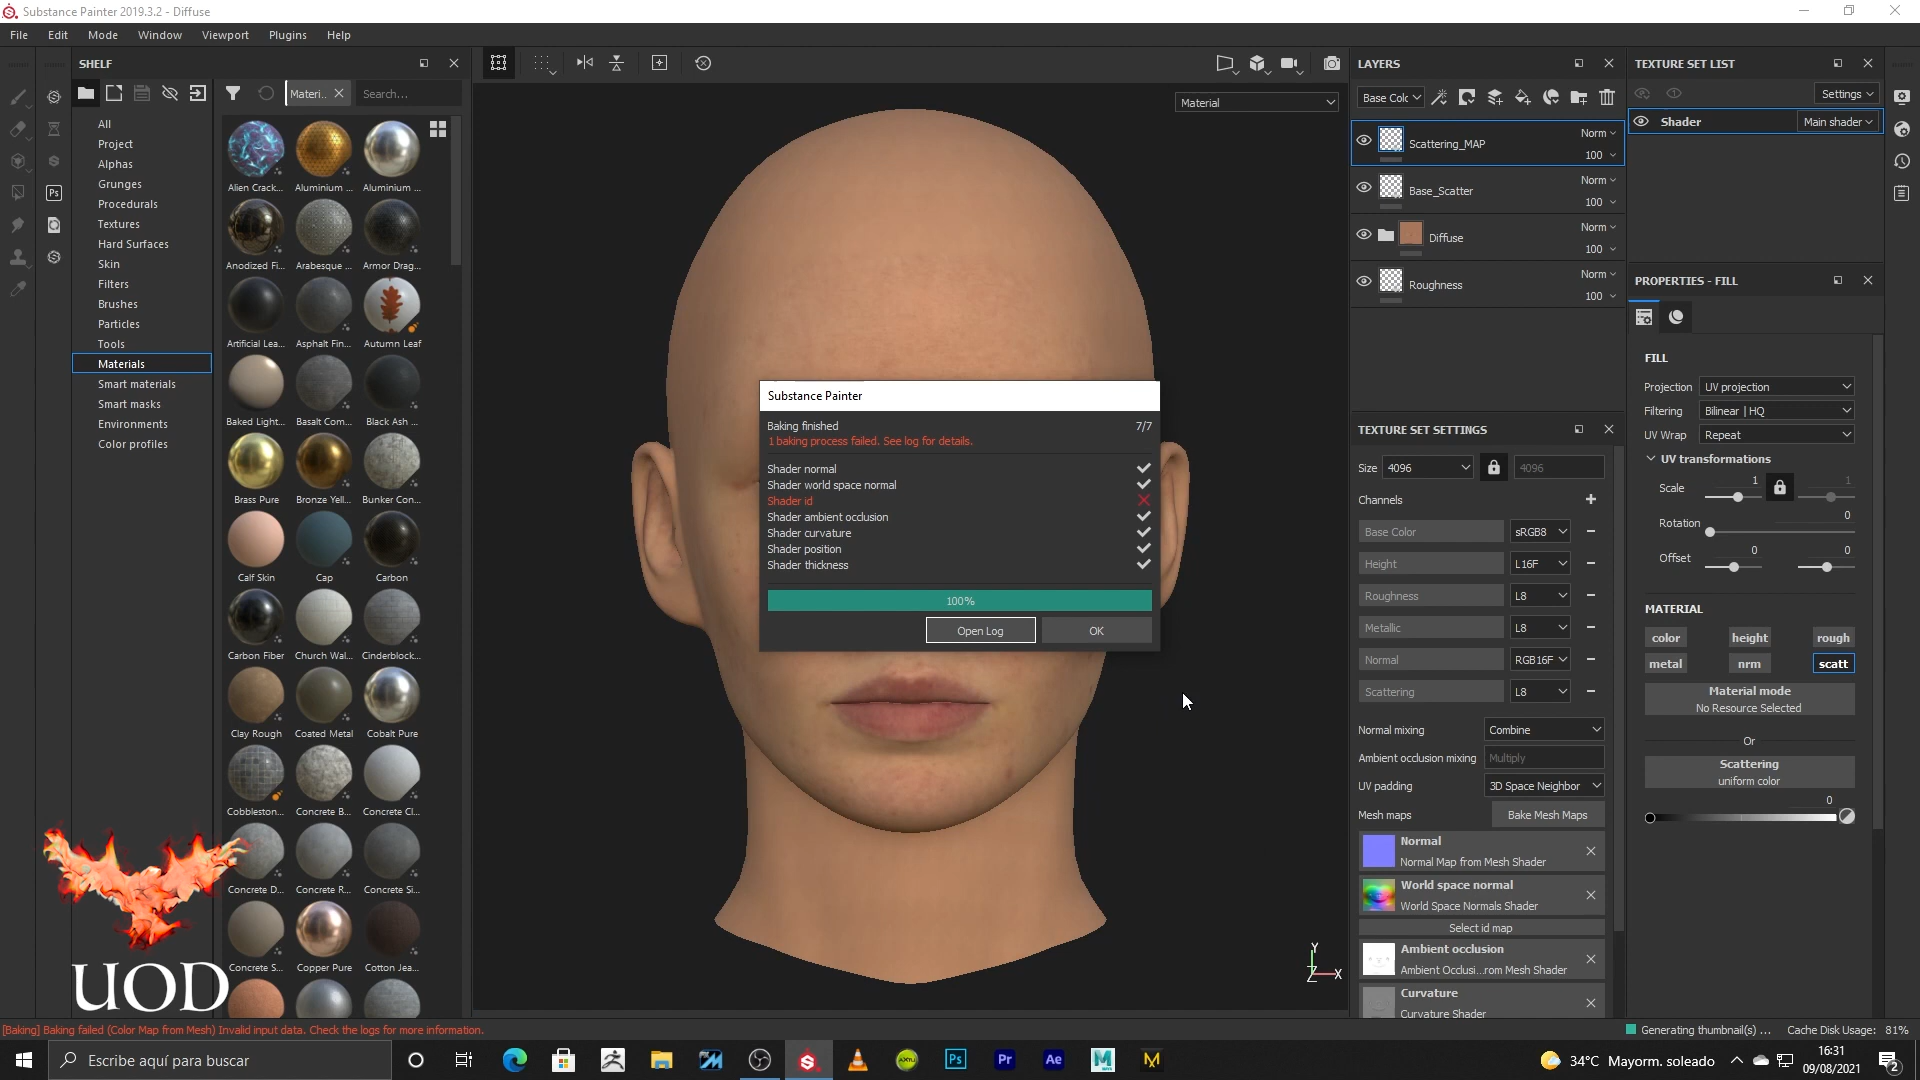 Substance Painter 2019.3.2 - Diffuse
File Edit Mode Window Viewport Plugins Help
SHELF
Materi..
Search...
All
Project
Alphas
Grunges
Procedurals
Textures
Hard Surfaces
Skin
Filters
Brushes
Particles
Tools
Materials
Smart materials
Smart masks
Environments
Color profiles
Alien Crack... Aluminium ... Aluminium ...
Anodized Fi... Arabesque ... Armor Drag...
Artificial Lea... Asphalt Fin... Autumn Leaf
Baked Light... Basalt Com... Black Ash ...
Brass Pure Bronze Yell... Bunker Con...
Calf Skin Cap Carbon
Carbon Fiber Church Wal... Cinderblock...
Clay Rough Coated Metal Cobalt Pure
Cobbleston... Concrete B... Concrete Cl...
Concrete D... Concrete R... Concrete Si...
Concrete S... Copper Pure Cotton Jea...
UOD
Material
Substance Painter
Baking finished 7/7
1 baking process failed. See log for details.
Shader normal
Shader world space normal
Shader id
Shader ambient occlusion
Shader curvature
Shader position
Shader thickness
100%
Open Log OK
Y
Z X
LAYERS
Base Colo
Scattering_MAP Norm 100
Base_Scatter Norm 100
Diffuse Norm 100
Roughness Norm 100
TEXTURE SET SETTINGS
Size 4096 4096
Channels
Base Color sRGB8
Height L16F
Roughness L8
Metallic L8
Normal RGB16F
Scattering L8
Normal mixing Combine
Ambient occlusion mixing Multiply
UV padding 3D Space Neighbor
Mesh maps Bake Mesh Maps
Normal
Normal Map from Mesh Shader
World space normal
World Space Normals Shader
Select id map
Ambient occlusion
Ambient Occlusi...rom Mesh Shader
Curvature
Curvature Shader
TEXTURE SET LIST
Settings
Shader Main shader
PROPERTIES - FILL
FILL
Projection UV projection
Filtering Bilinear | HQ
UV Wrap Repeat
UV transformations
Scale 1 1
Rotation 0
Offset 0 0
MATERIAL
color height rough
metal nrm scatt
Material mode
No Resource Selected
Or
Scattering
uniform color
0
[Baking] Baking failed (Color Map from Mesh) Invalid input data. Check the logs for more information.
Generating thumbnail(s) ... Cache Disk Usage: 81%
Escribe aquí para buscar
Ps Pr Ae M M
34°C Mayorm. soleado
16:31
09/08/2021
2